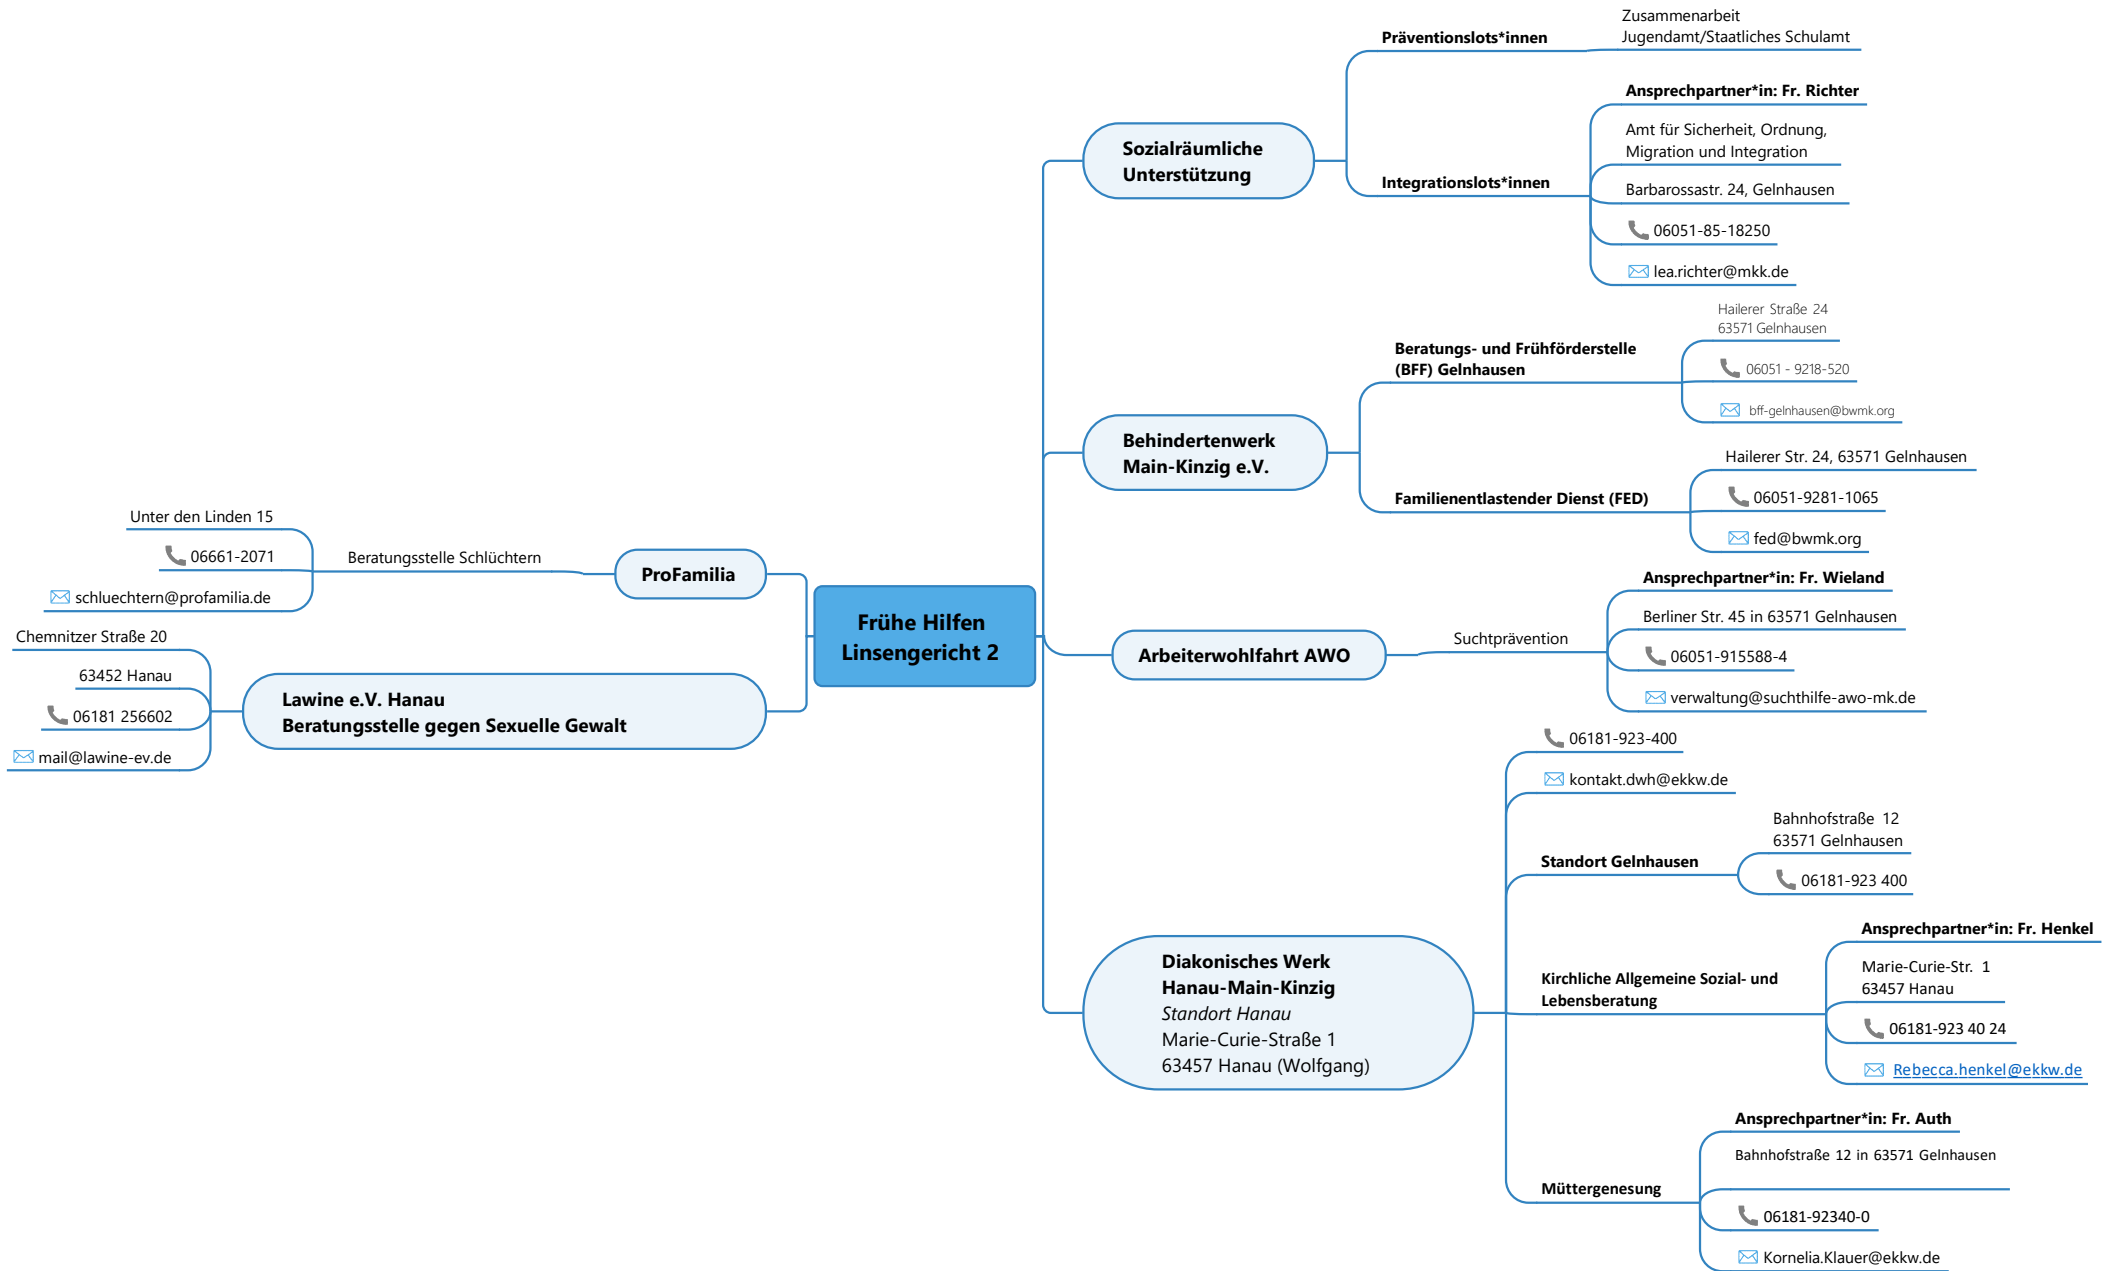 Frühe Hilfen
Linsengericht 2
Sozialräumliche
Unterstützung
Präventionslots*innen
Zusammenarbeit
Jugendamt/Staatliches Schulamt
Integrationslots*innen
Ansprechpartner*in: Fr. Richter
Amt für Sicherheit, Ordnung,
Migration und Integration
Barbarossastr. 24, Gelnhausen
06051-85-18250
lea.richter@mkk.de
Behindertenwerk
Main-Kinzig e.V.
Beratungs- und Frühförderstelle
(BFF) Gelnhausen
Hailerer Straße 24
63571 Gelnhausen
06051 - 9218-520
bff-gelnhausen@bwmk.org
Familienentlastender Dienst (FED)
Hailerer Str. 24, 63571 Gelnhausen
06051-9281-1065
fed@bwmk.org
Arbeiterwohlfahrt AWO
Suchtprävention
Ansprechpartner*in: Fr. Wieland
Berliner Str. 45 in 63571 Gelnhausen
06051-915588-4
verwaltung@suchthilfe-awo-mk.de
Diakonisches Werk
Hanau-Main-Kinzig
Standort Hanau
Marie-Curie-Straße 1
63457 Hanau (Wolfgang)
06181-923-400
kontakt.dwh@ekkw.de
Standort Gelnhausen
Bahnhofstraße 12
63571 Gelnhausen
06181-923 400
Kirchliche Allgemeine Sozial- und
Lebensberatung
Ansprechpartner*in: Fr. Henkel
Marie-Curie-Str. 1
63457 Hanau
06181-923 40 24
Rebecca.henkel@ekkw.de
Müttergenesung
Ansprechpartner*in: Fr. Auth
Bahnhofstraße 12 in 63571 Gelnhausen
06181-92340-0
Kornelia.Klauer@ekkw.de
ProFamilia
Beratungsstelle Schlüchtern
Unter den Linden 15
06661-2071
schluechtern@profamilia.de
Lawine e.V. Hanau
Beratungsstelle gegen Sexuelle Gewalt
Chemnitzer Straße 20
63452 Hanau
06181 256602
mail@lawine-ev.de